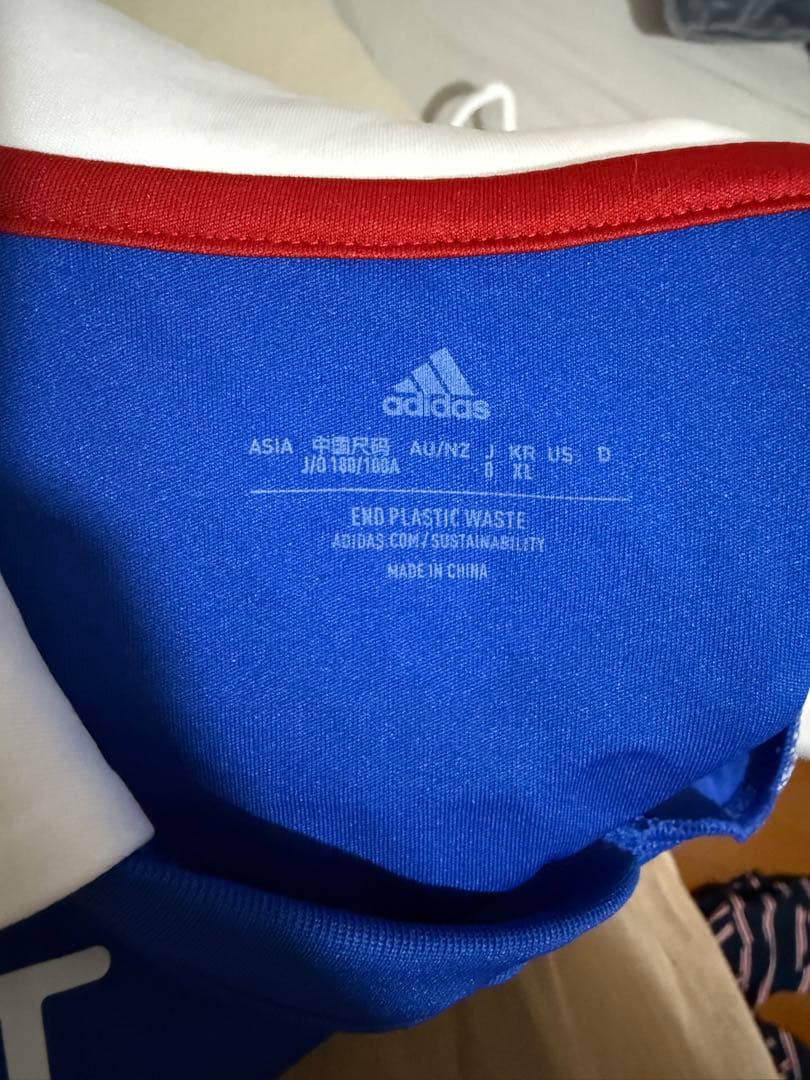 adidas
ASIA 中国尺码 AU/NZ J KR US D
J/O 180/100A O XL
END PLASTIC WASTE
ADIDAS.COM/SUSTAINABILITY
MADE IN CHINA